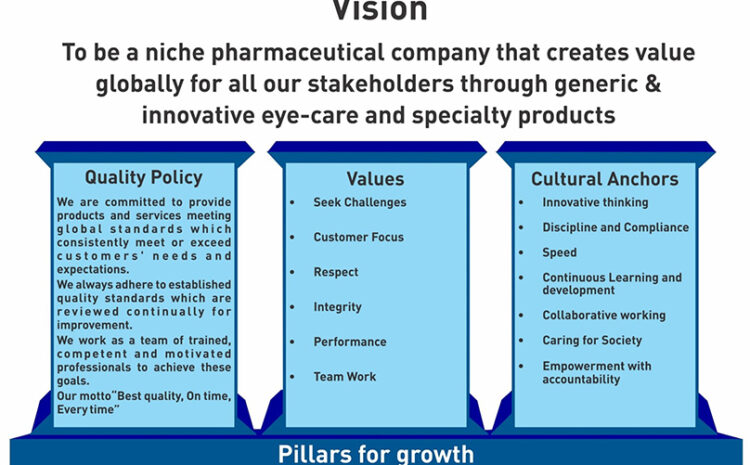 Vision
To be a niche pharmaceutical company that creates value
globally for all our stakeholders through generic &
innovative eye-care and specialty products
Quality Policy
We are committed to provide
products and services meeting
global standards which
consistently meet or exceed
customers' needs and
expectations.
We always adhere to established
quality standards which are
reviewed continually for
improvement.
We work as a team of trained,
competent and motivated
professionals to achieve these
goals.
Our motto“Best quality, On time,
Every time”
Values
• Seek Challenges
• Customer Focus
• Respect
• Integrity
• Performance
• Team Work
Cultural Anchors
• Innovative thinking
• Discipline and Compliance
• Speed
• Continuous Learning and
development
• Collaborative working
• Caring for Society
• Empowerment with
accountability
Pillars for growth